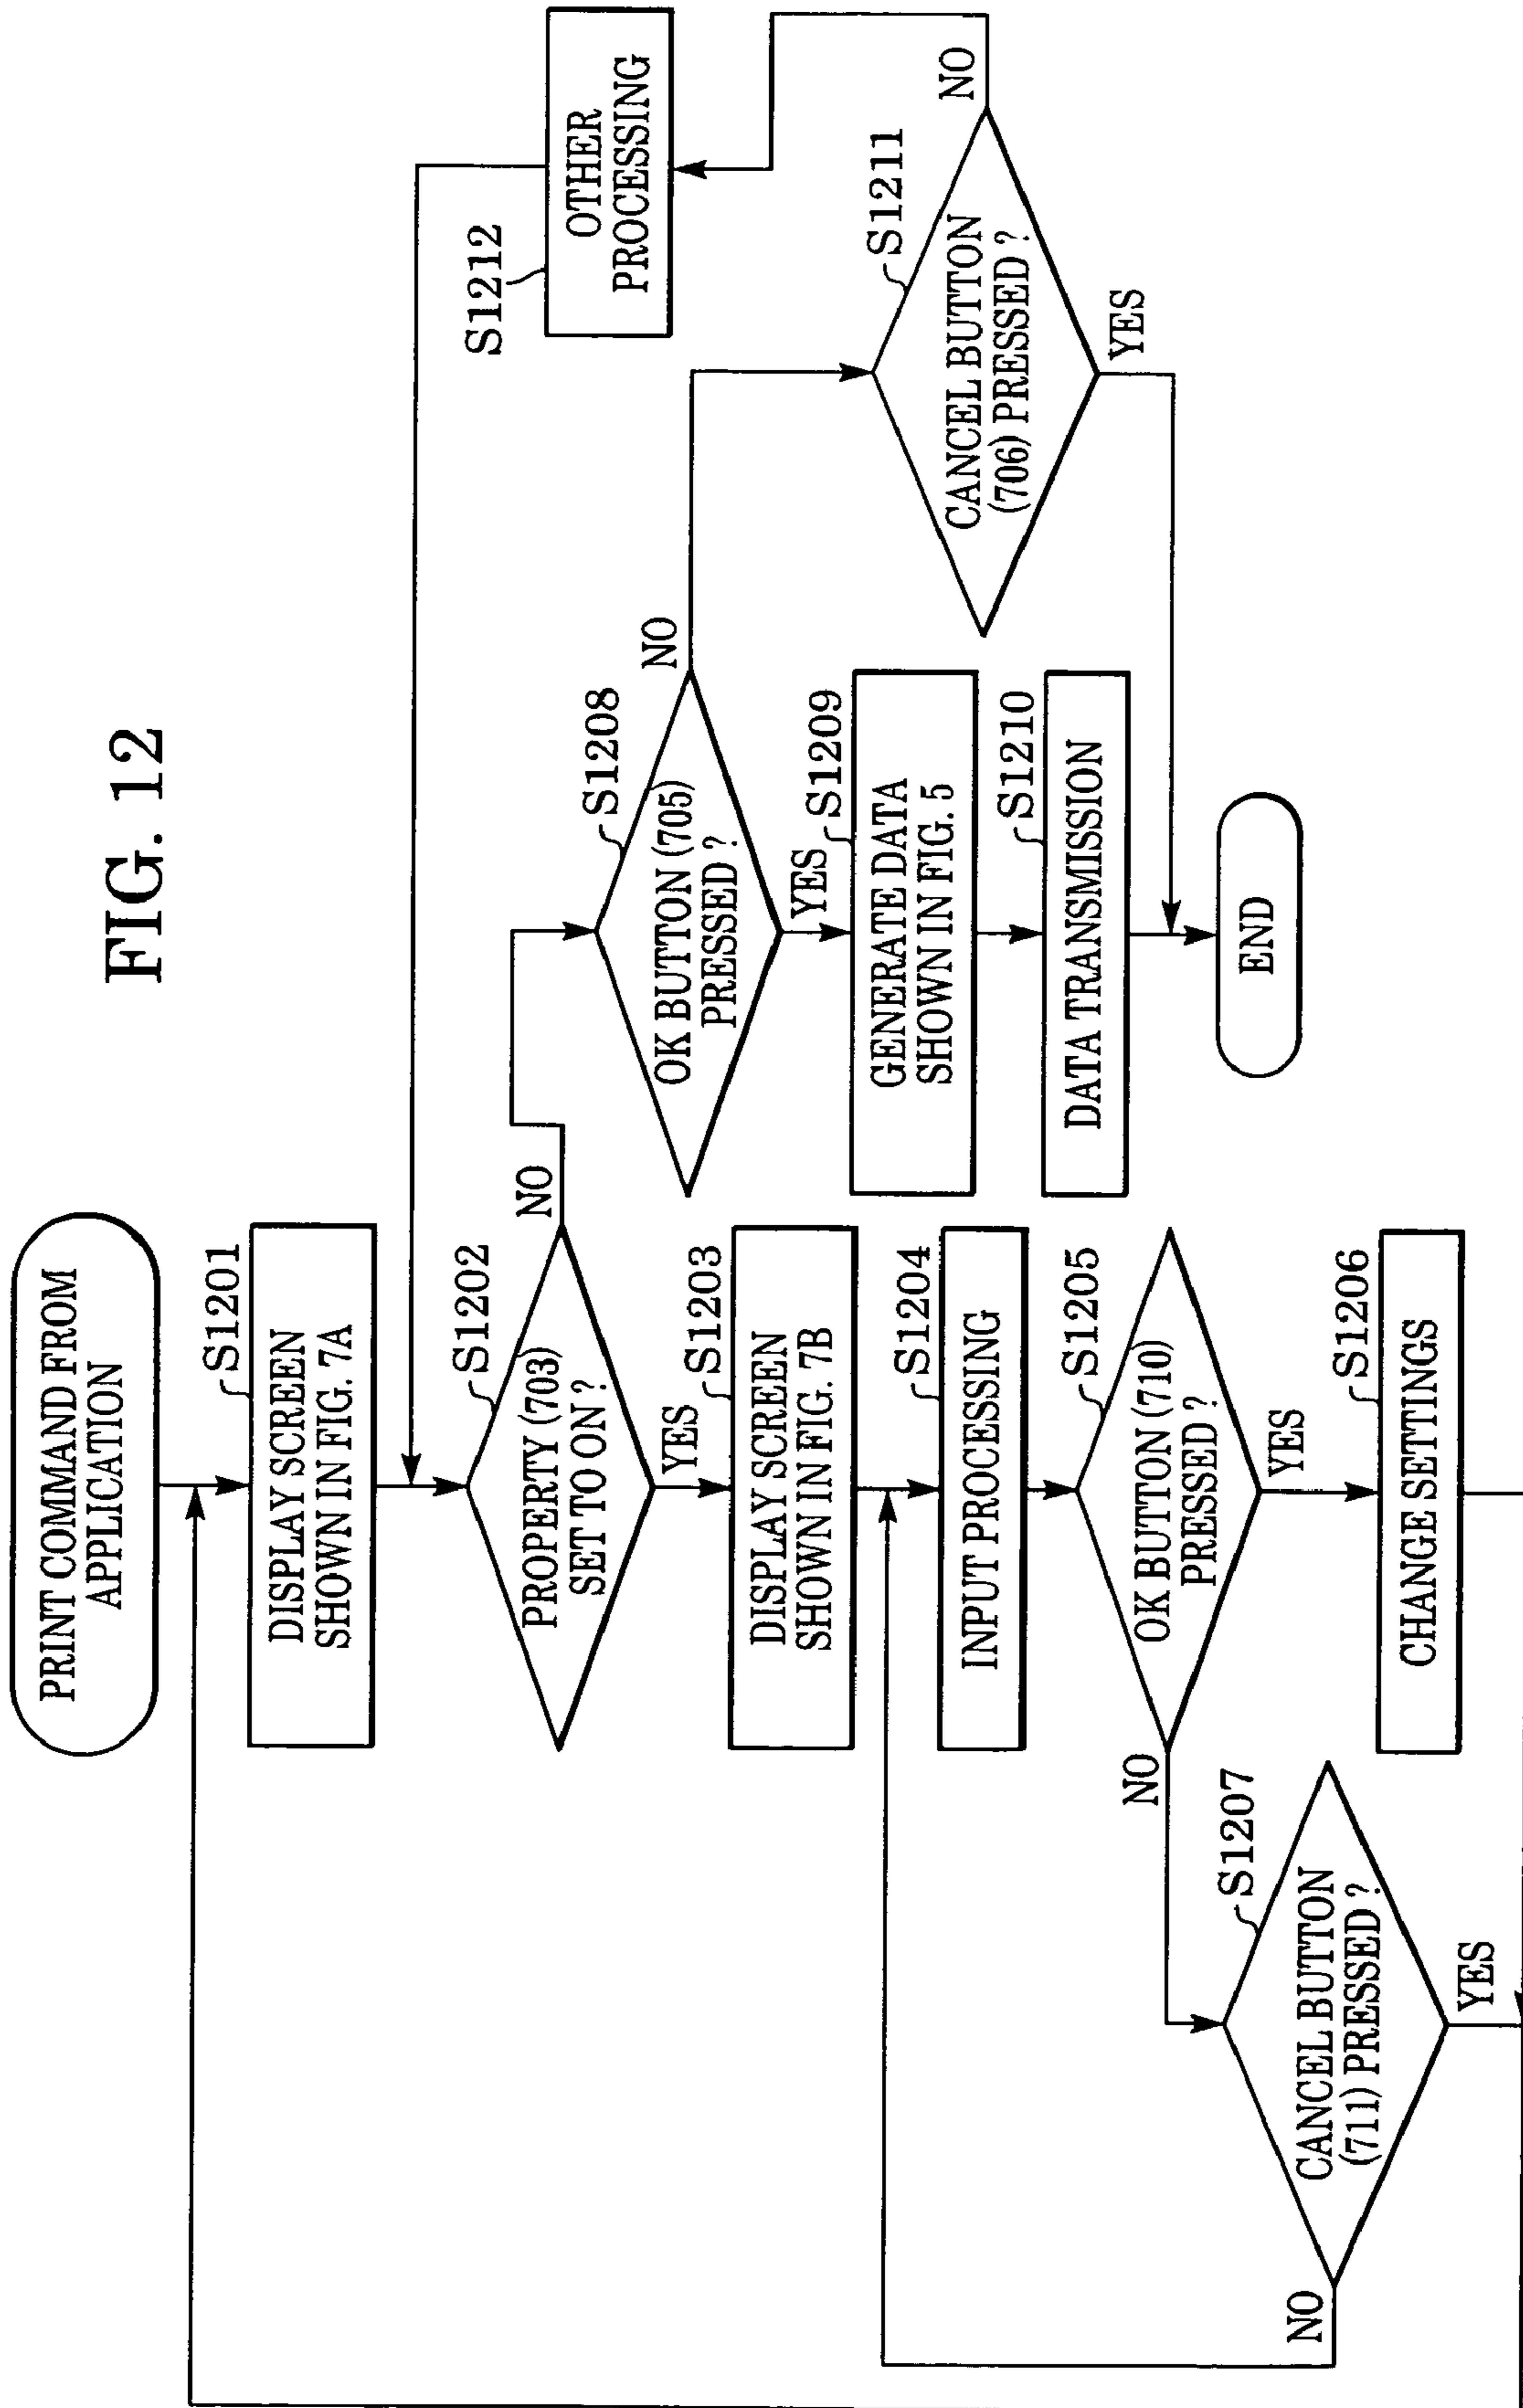 FIG. 12
PRINT COMMAND FROM
APPLICATION
S1201
DISPLAY SCREEN
SHOWN IN FIG. 7A
S1202
PROPERTY (703)
SET TO ON ?
NO
YES
S1203
DISPLAY SCREEN
SHOWN IN FIG. 7B
S1204
INPUT PROCESSING
S1205
OK BUTTON (710)
PRESSED ?
NO
YES
S1206
CHANGE SETTINGS
S1207
CANCEL BUTTON
(711) PRESSED ?
NO
YES
S1208
OK BUTTON (705)
PRESSED ?
NO
YES
S1209
GENERATE DATA
SHOWN IN FIG. 5
S1210
DATA TRANSMISSION
END
S1211
CANCEL BUTTON
(706) PRESSED ?
NO
YES
S1212
OTHER
PROCESSING